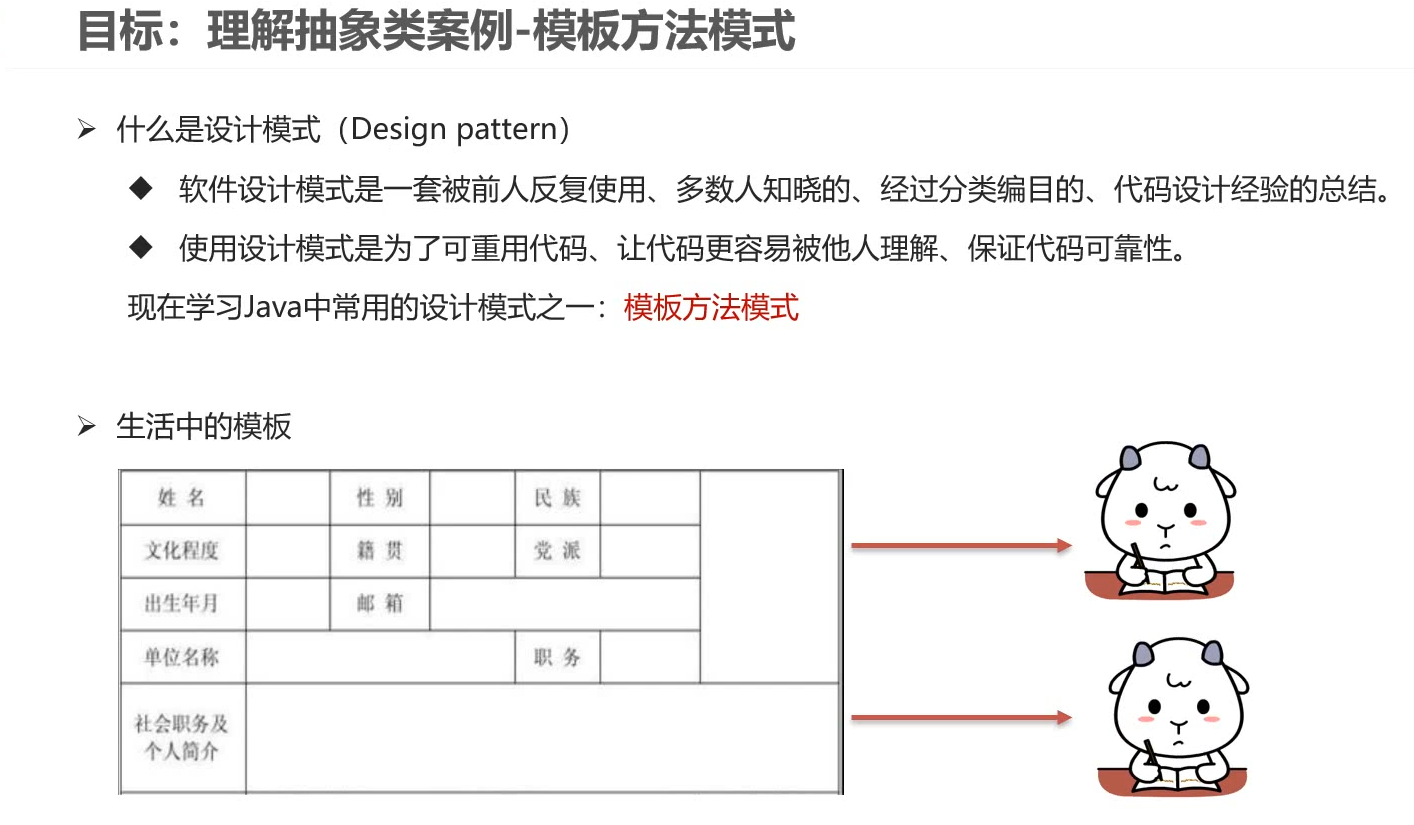 目标：理解抽象类案例-模板方法模式
什么是设计模式（Design pattern）
软件设计模式是一套被前人反复使用、多数人知晓的、经过分类编目的、代码设计经验的总结。
使用设计模式是为了可重用代码、让代码更容易被他人理解、保证代码可靠性。
现在学习Java中常用的设计模式之一：模板方法模式
生活中的模板
姓 名 性 别 民 族
文化程度 籍 贯 党 派
出生年月 邮 箱
单位名称 职 务
社会职务及
个人简介